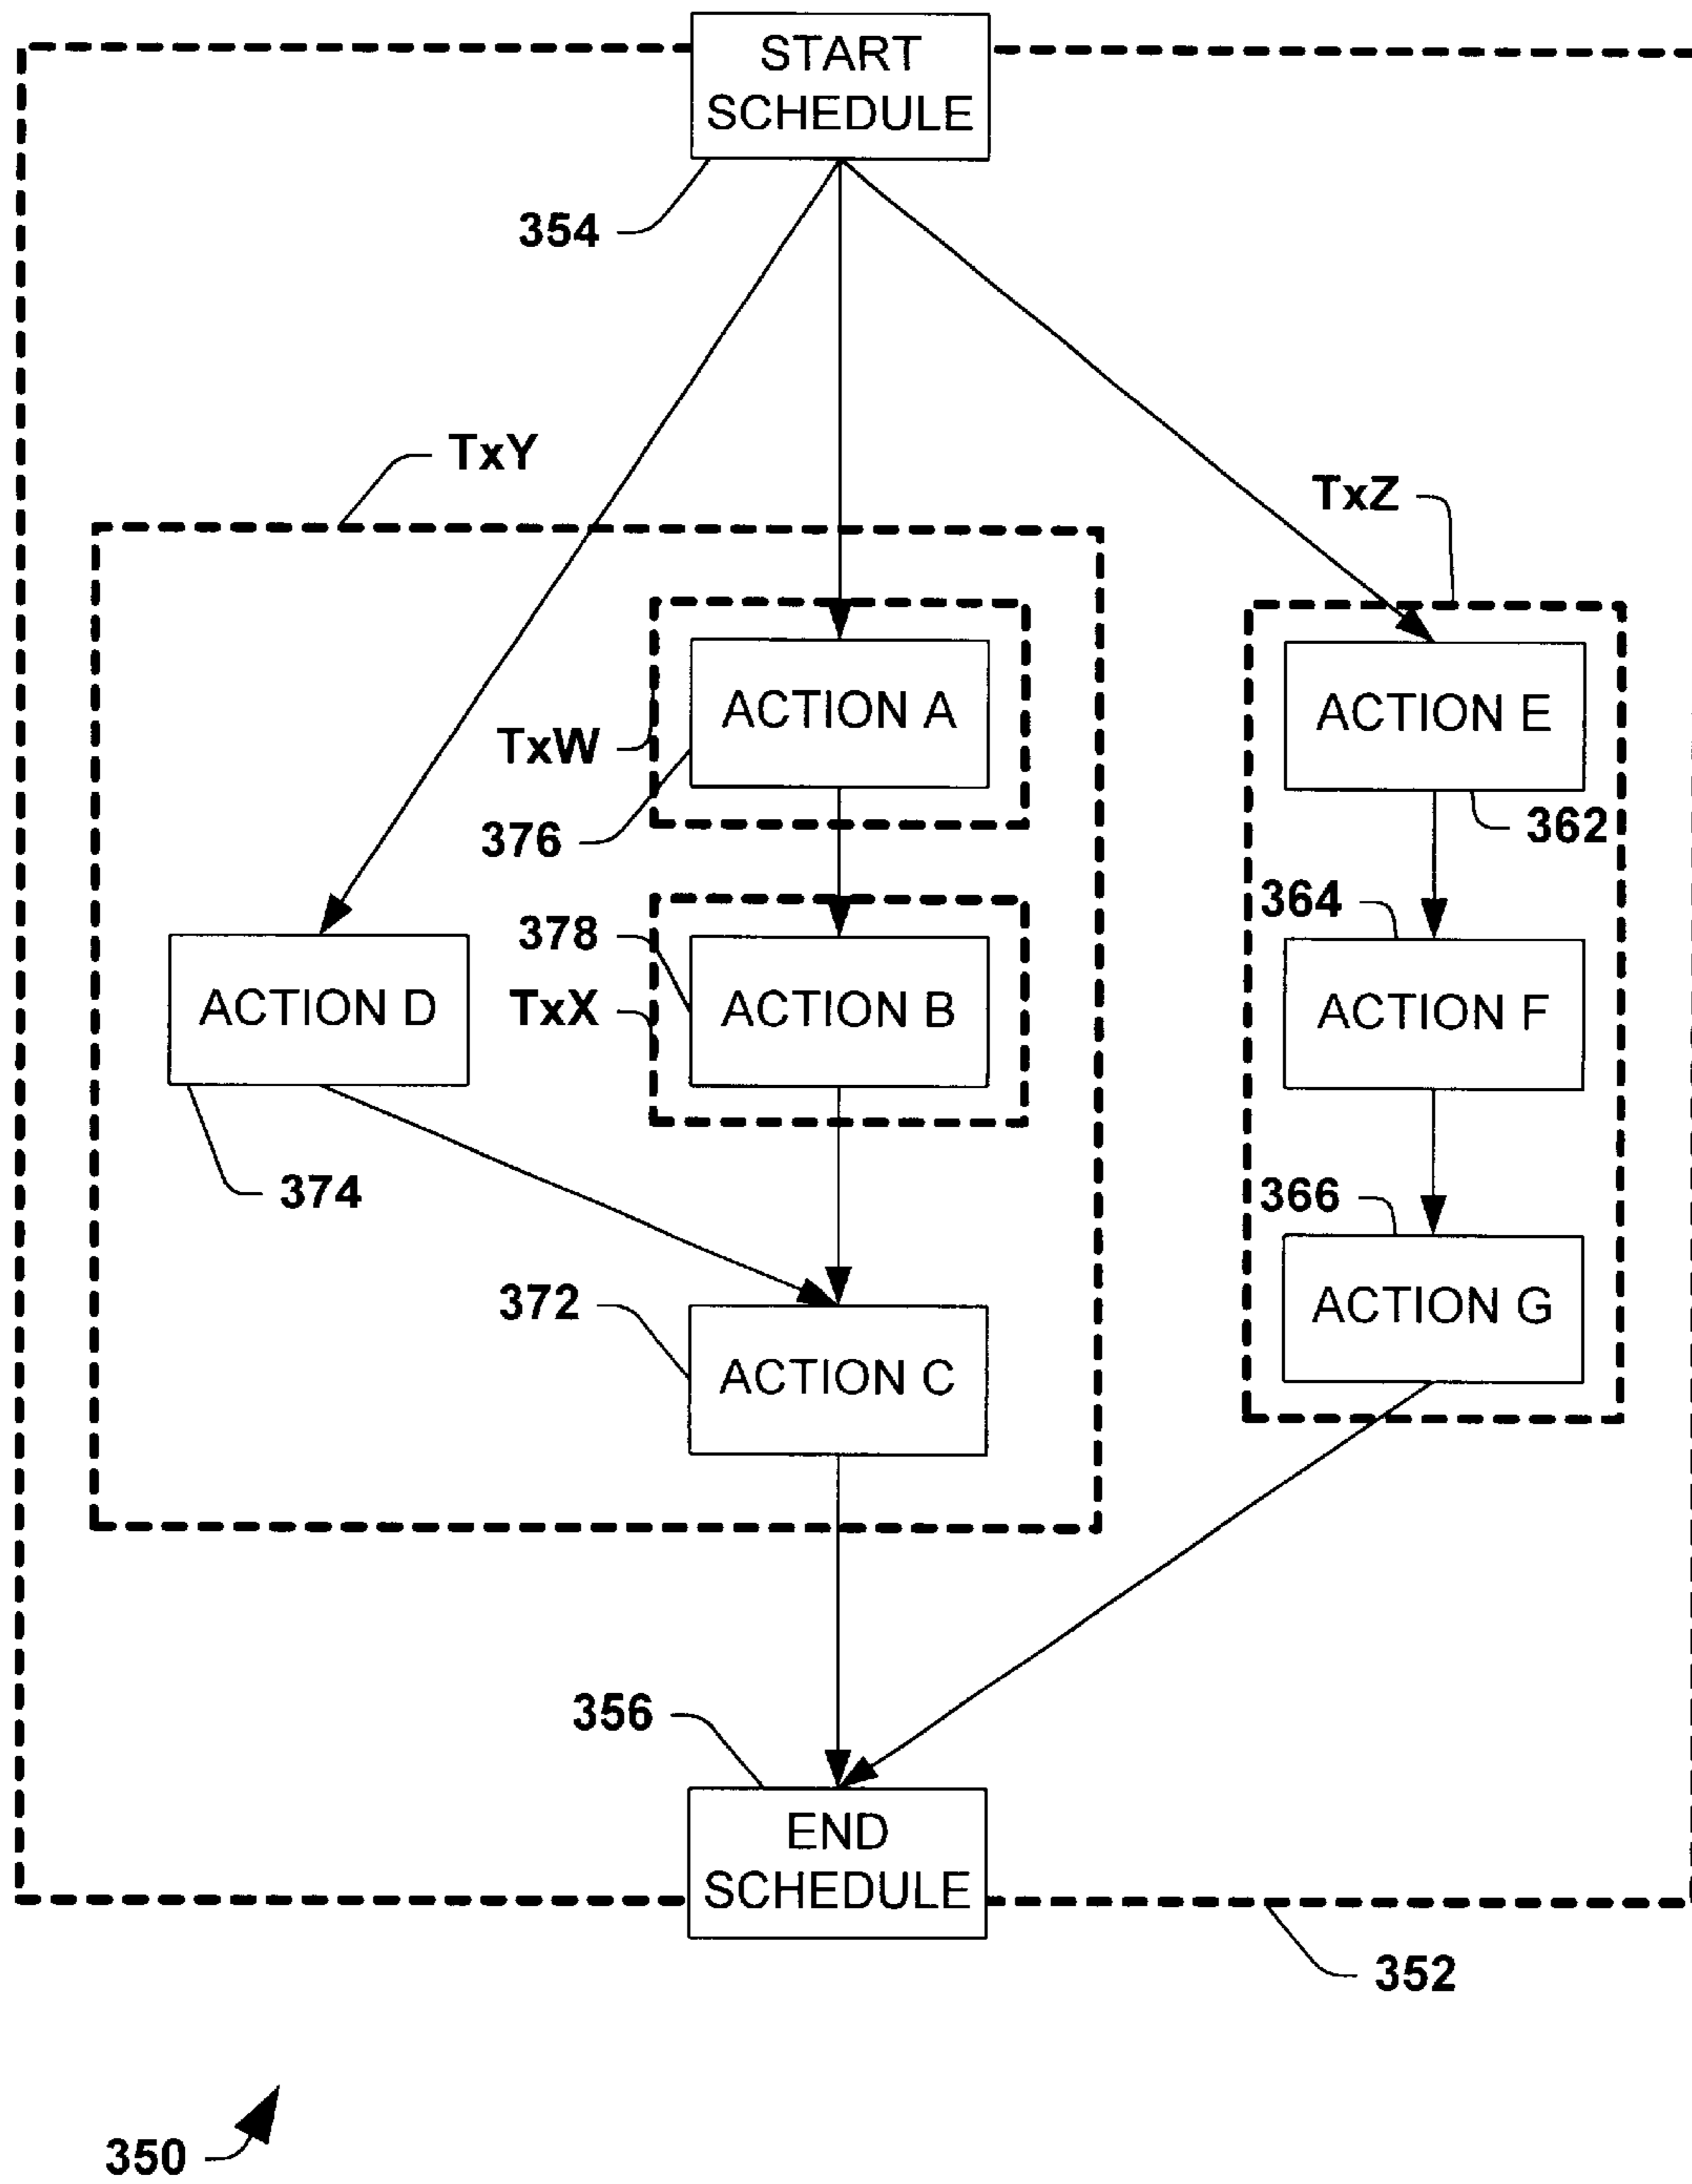 START
SCHEDULE
354
TxY
TxZ
ACTION A
ACTION E
TxW
376
362
364
378
ACTION D
TxX
ACTION B
ACTION F
374
366
372
ACTION G
ACTION C
356
END
SCHEDULE
352
350